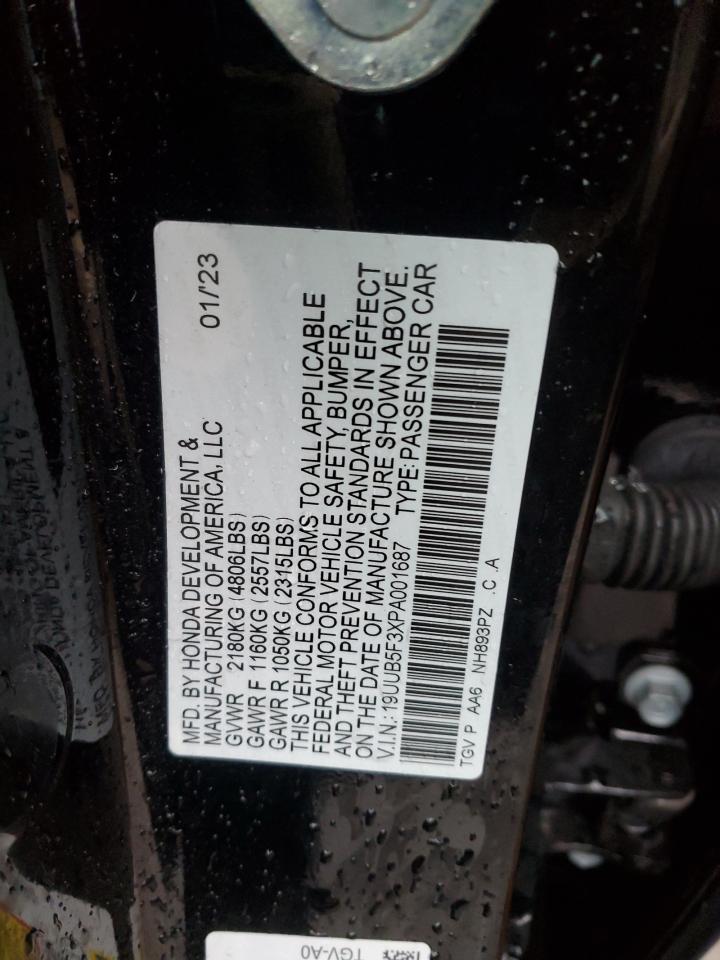 MFD. BY HONDA DEVELOPMENT &
MANUFACTURING OF AMERICA, LLC 01/'23
GVWR 2180KG (4806LBS)
GAWR F 1160KG (2557LBS)
GAWR R 1050KG (2315LBS)
THIS VEHICLE CONFORMS TO ALL APPLICABLE
FEDERAL MOTOR VEHICLE SAFETY, BUMPER,
AND THEFT PREVENTION STANDARDS IN EFFECT
ON THE DATE OF MANUFACTURE SHOWN ABOVE.
V.I.N.: 19UUB5F3XPA001687 TYPE: PASSENGER CAR
TGV P AA6 NH893PZ .C .A
TGV-A0